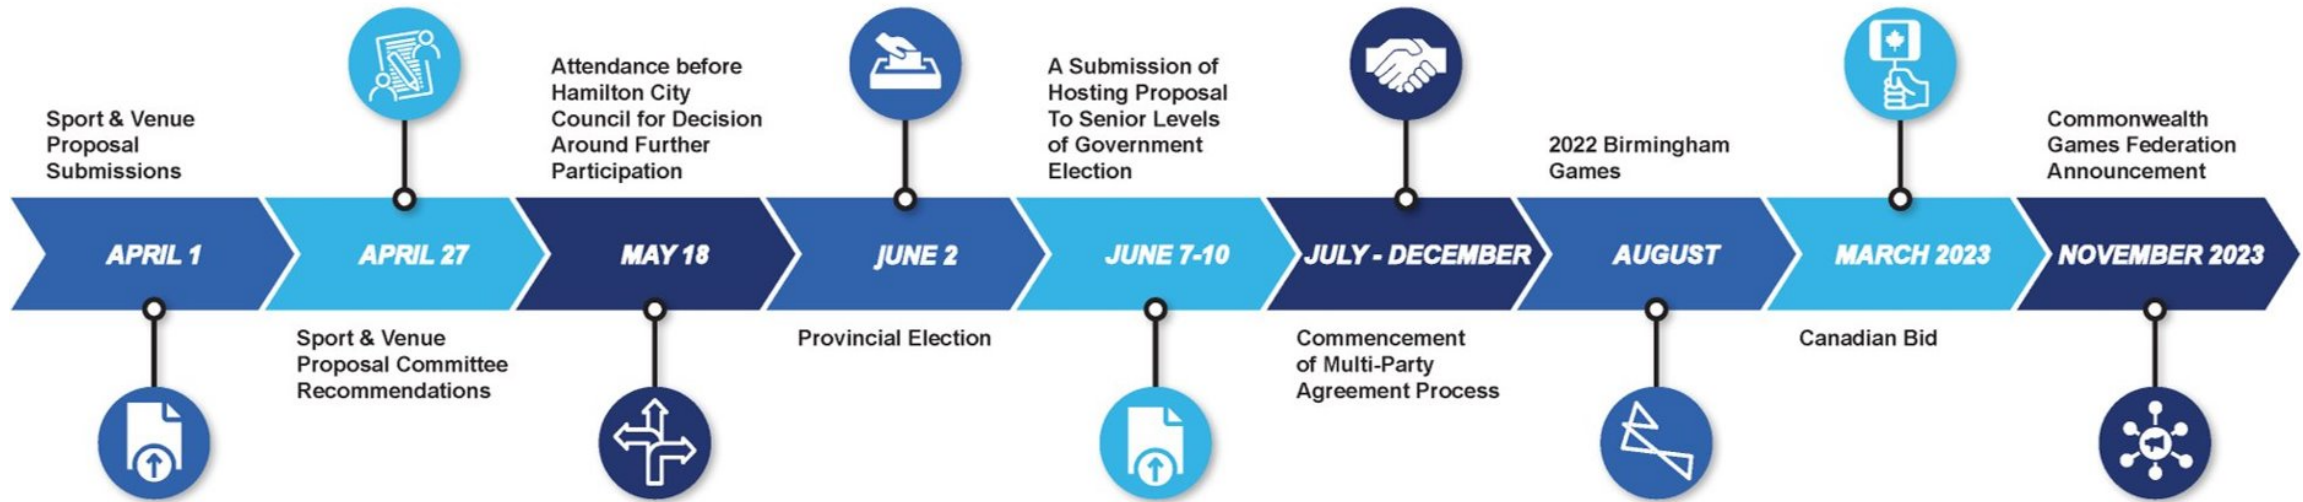 Sport & Venue
Proposal
Submissions
APRIL 1
APRIL 27
Sport & Venue
Proposal Committee
Recommendations
Attendance before
Hamilton City
Council for Decision
Around Further
Participation
MAY 18
JUNE 2
Provincial Election
A Submission of
Hosting Proposal
To Senior Levels
of Government
Election
JUNE 7-10
JULY - DECEMBER
Commencement
of Multi-Party
Agreement Process
2022 Birmingham
Games
AUGUST
MARCH 2023
Canadian Bid
Commonwealth
Games Federation
Announcement
NOVEMBER 2023